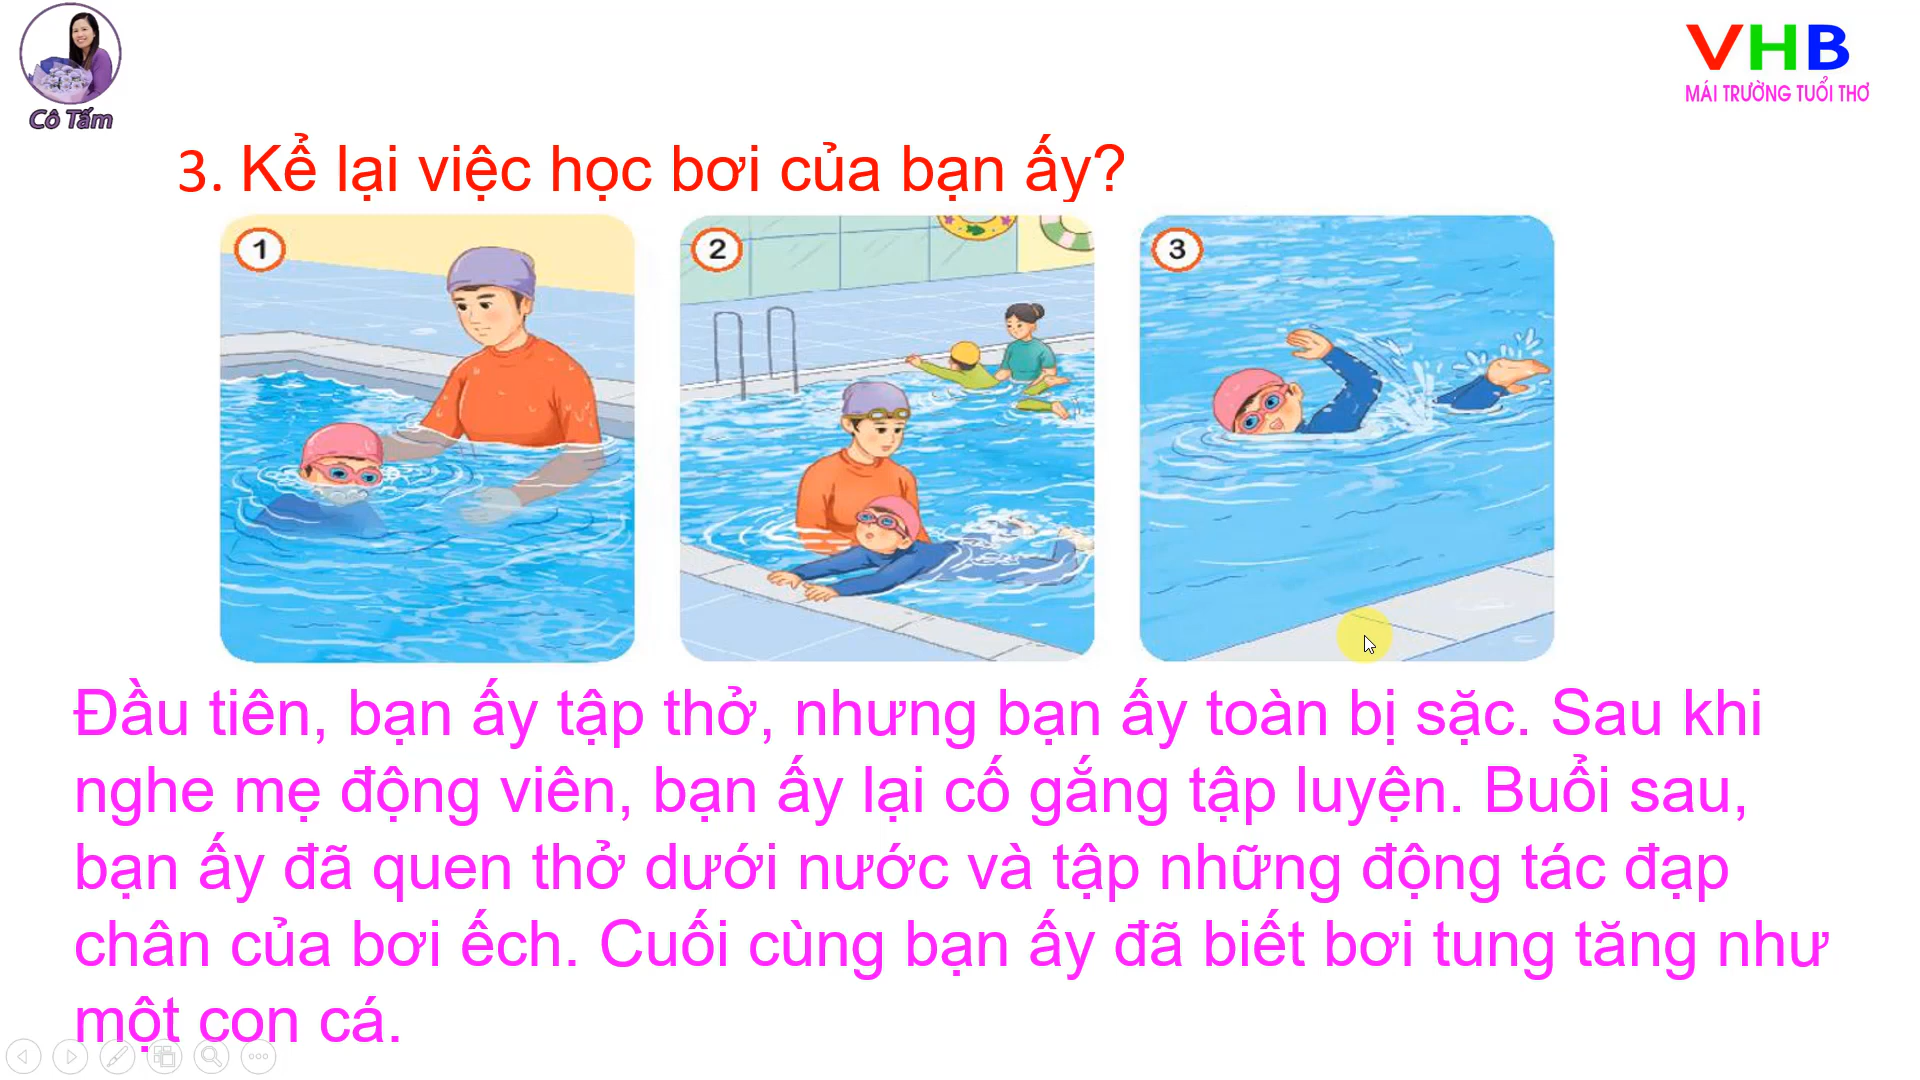 Cô Tấm
VHB
MÁI TRƯỜNG TUỔI THƠ
3. Kể lại việc học bơi của bạn ấy?
1
2
3
Đầu tiên, bạn ấy tập thở, nhưng bạn ấy toàn bị sặc. Sau khi
nghe mẹ động viên, bạn ấy lại cố gắng tập luyện. Buổi sau,
bạn ấy đã quen thở dưới nước và tập những động tác đạp
chân của bơi ếch. Cuối cùng bạn ấy đã biết bơi tung tăng như
một con cá.